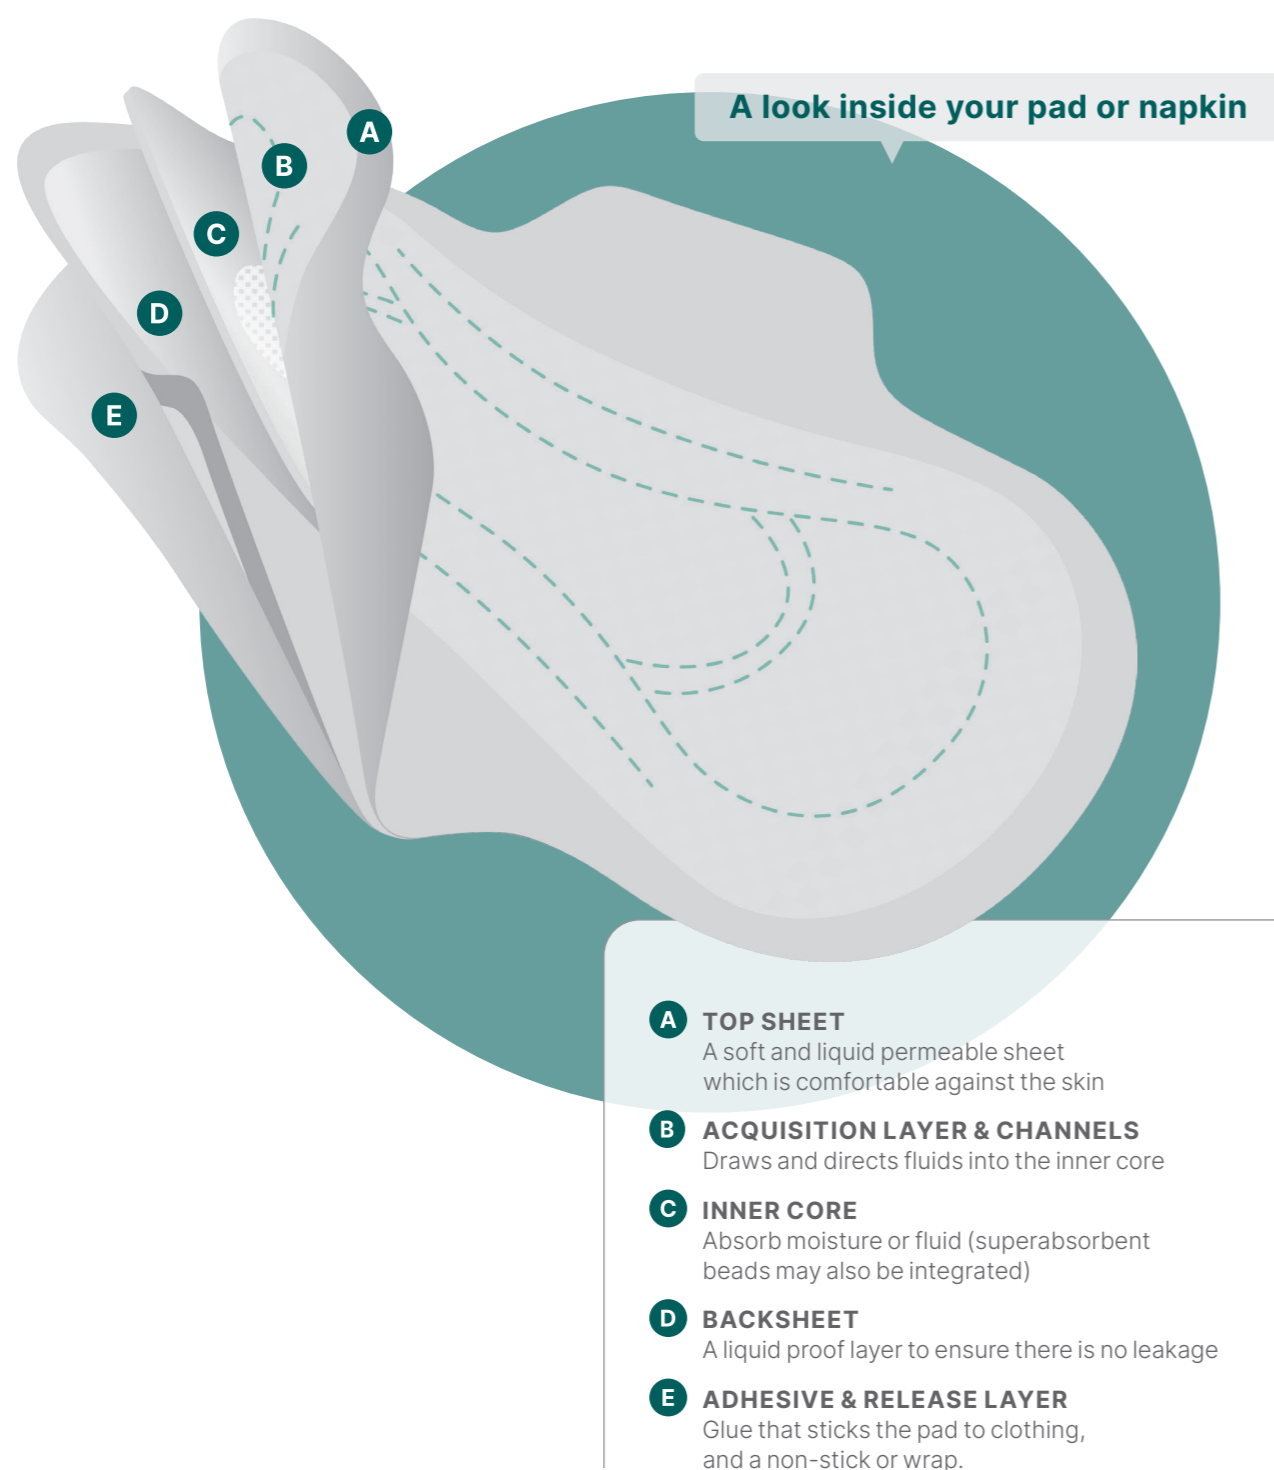 A look inside your pad or napkin
A
B
C
D
E
A TOP SHEET
A soft and liquid permeable sheet
which is comfortable against the skin
B ACQUISITION LAYER & CHANNELS
Draws and directs fluids into the inner core
C INNER CORE
Absorb moisture or fluid (superabsorbent
beads may also be integrated)
D BACKSHEET
A liquid proof layer to ensure there is no leakage
E ADHESIVE & RELEASE LAYER
Glue that sticks the pad to clothing,
and a non-stick or wrap.